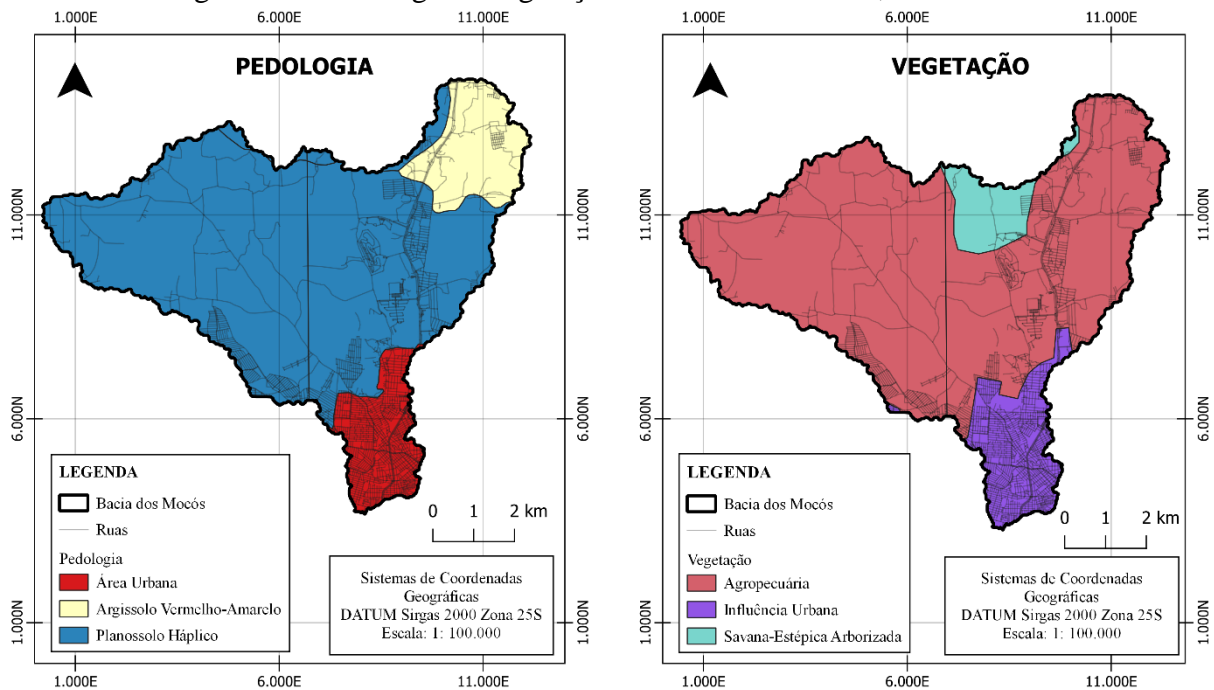 1.000E 6.000E 11.000E
PEDOLOGIA
11.000N 11.000N
6.000N 6.000N
1.000N 1.000N
LEGENDA
Bacia dos Mocós
Ruas
Pedologia
Área Urbana
Argissolo Vermelho-Amarelo
Planossolo Háplico
0 1 2 km
Sistemas de Coordenadas
Geográficas
DATUM Sirgas 2000 Zona 25S
Escala: 1: 100.000
1.000E 6.000E 11.000E
6.000E 11.000E
VEGETAÇÃO
11.000N 11.000N
6.000N 6.000N
1.000N 1.000N
LEGENDA
Bacia dos Mocós
Ruas
Vegetação
Agropecuária
Influência Urbana
Savana-Estépica Arborizada
0 1 2 km
Sistemas de Coordenadas
Geográficas
DATUM Sirgas 2000 Zona 25S
Escala: 1: 100.000
1.000E 6.000E 11.000E